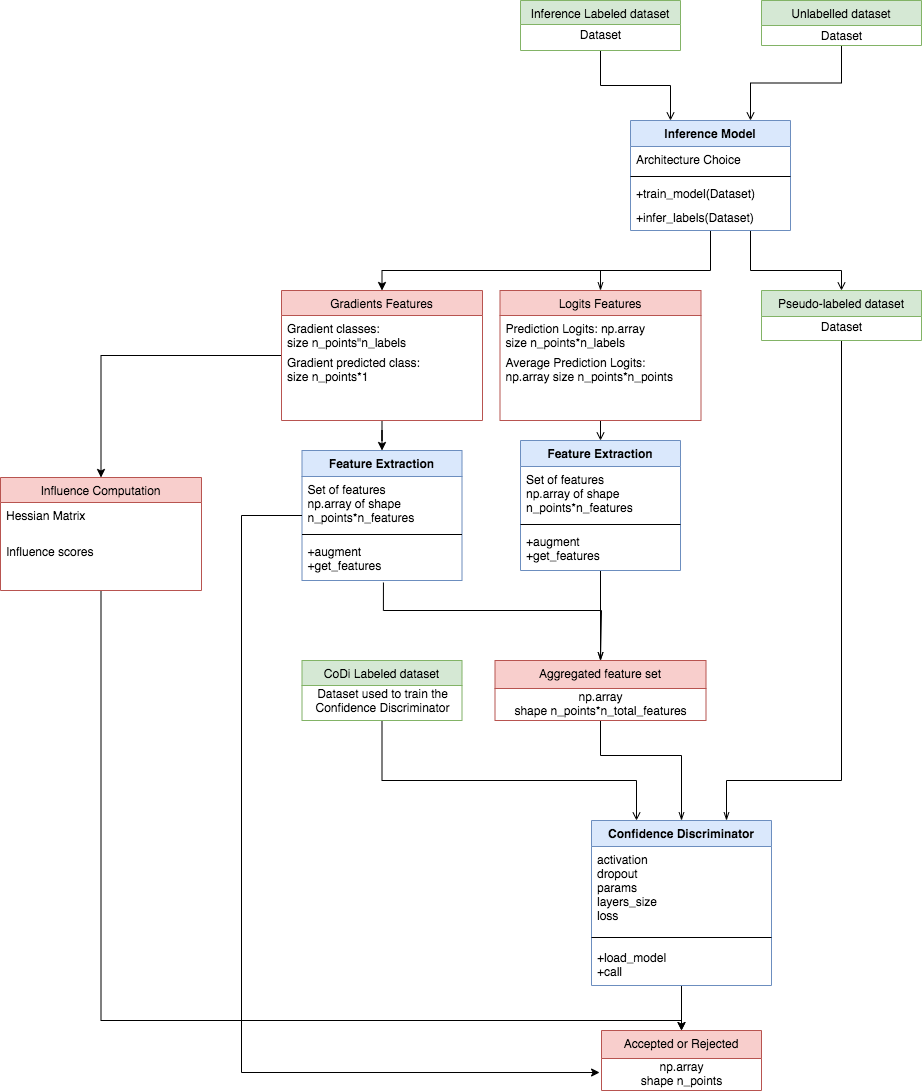 Inference Labeled dataset
Dataset
Unlabelled dataset
Dataset
Inference Model
Architecture Choice
+train_model(Dataset)
+infer_labels(Dataset)
Gradients Features
Gradient classes:
size n_points"n_labels
Gradient predicted class:
size n_points*1
Logits Features
Prediction Logits: np.array
size n_points*n_labels
Average Prediction Logits:
np.array size n_points*n_points
Pseudo-labeled dataset
Dataset
Influence Computation
Hessian Matrix
Influence scores
Feature Extraction
Set of features
np.array of shape
n_points*n_features
+augment
+get_features
Feature Extraction
Set of features
np.array of shape
n_points*n_features
+augment
+get_features
CoDi Labeled dataset
Dataset used to train the
Confidence Discriminator
Aggregated feature set
np.array
shape n_points*n_total_features
Confidence Discriminator
activation
dropout
params
layers_size
loss
+load_model
+call
Accepted or Rejected
np.array
shape n_points